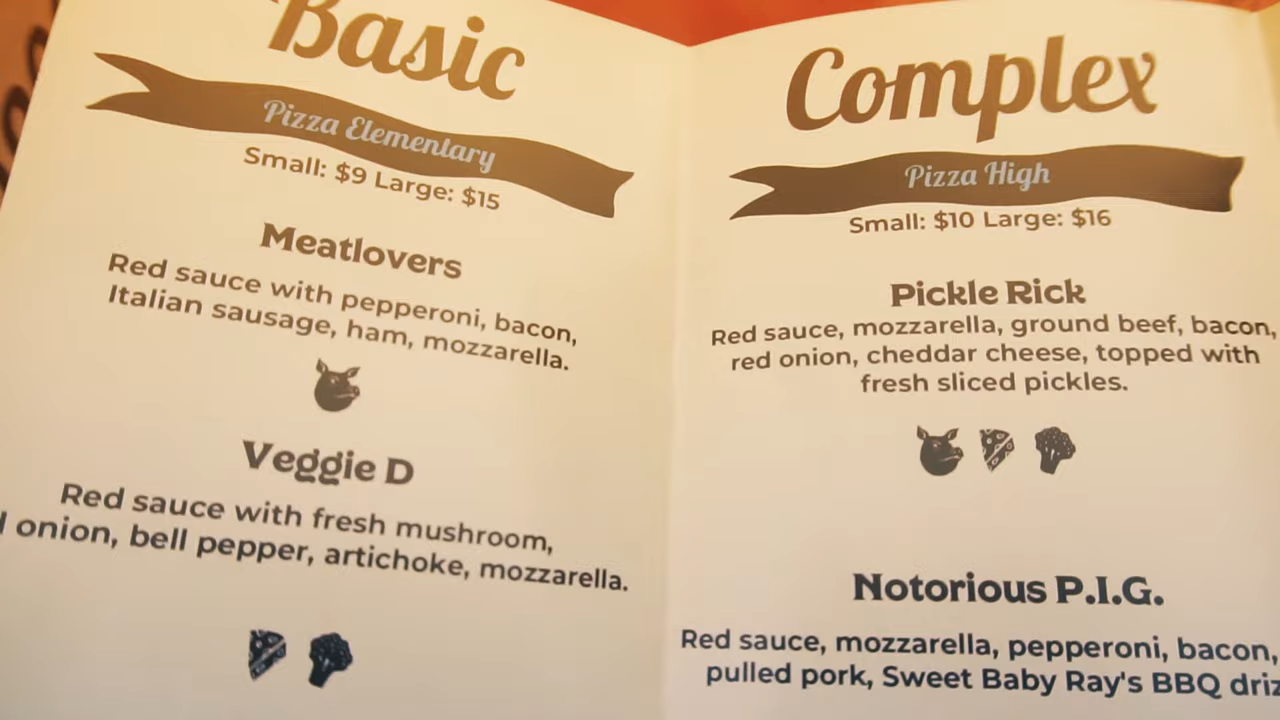 Basic
Pizza Elementary
Small: $9 Large: $15
Meatlovers
Red sauce with pepperoni, bacon,
Italian sausage, ham, mozzarella.
Veggie D
Red sauce with fresh mushroom,
onion, bell pepper, artichoke, mozzarella.
Complex
Pizza High
Small: $10 Large: $16
Pickle Rick
Red sauce, mozzarella, ground beef, bacon,
red onion, cheddar cheese, topped with
fresh sliced pickles.
Notorious P.I.G.
Red sauce, mozzarella, pepperoni, bacon,
pulled pork, Sweet Baby Ray's BBQ